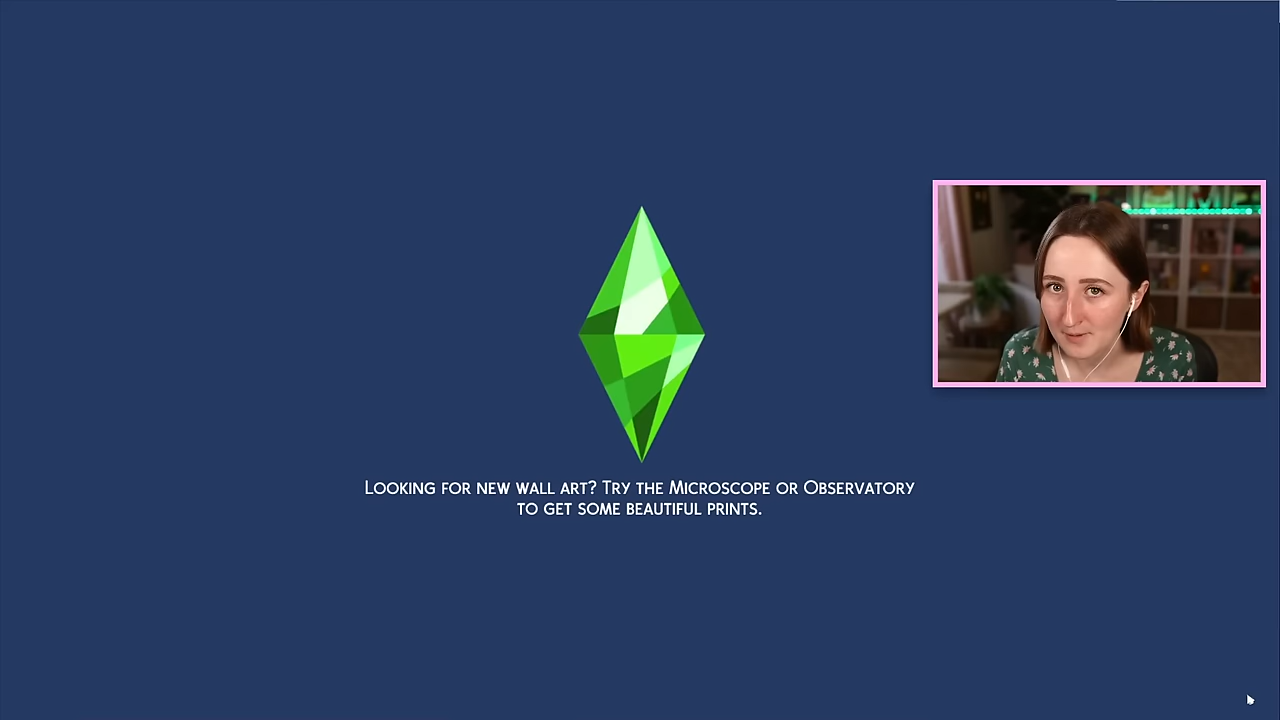 Looking for new wall art? Try the Microscope or Observatory
to get some beautiful prints.